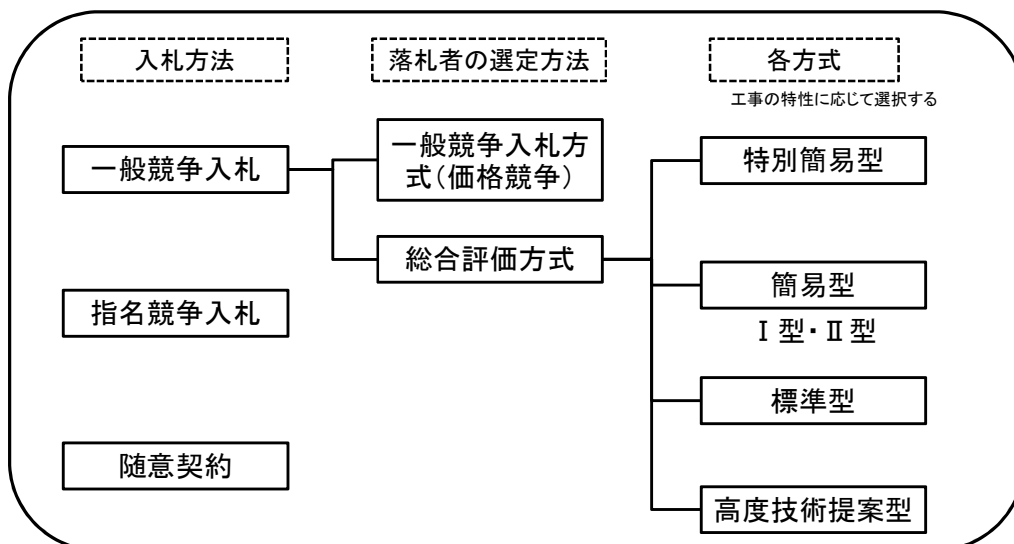 入札方法
落札者の選定方法
各方式
工事の特性に応じて選択する
一般競争入札
一般競争入札方
式(価格競争)
特別簡易型
総合評価方式
簡易型
Ⅰ型・Ⅱ型
指名競争入札
標準型
随意契約
高度技術提案型